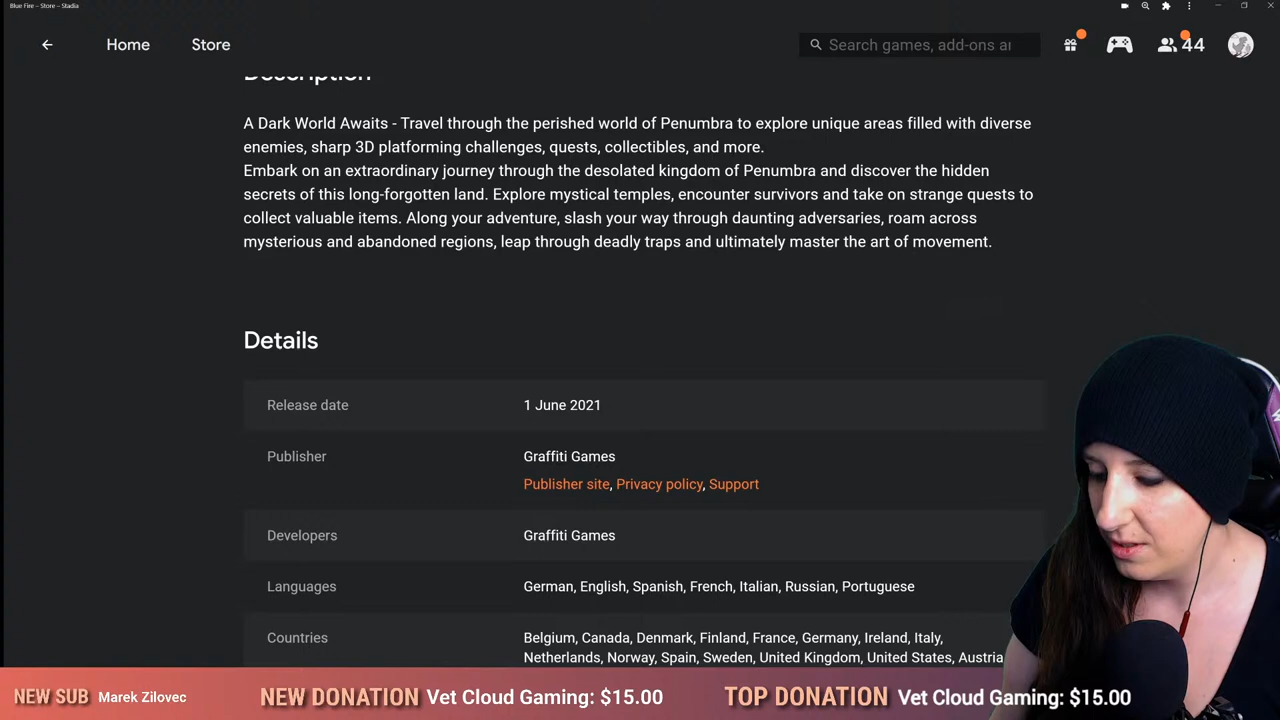 Blue Fire – Store – Stadia
Home
Store
Search games, add-ons ar
44
Description
A Dark World Awaits - Travel through the perished world of Penumbra to explore unique areas filled with diverse
enemies, sharp 3D platforming challenges, quests, collectibles, and more.
Embark on an extraordinary journey through the desolated kingdom of Penumbra and discover the hidden
secrets of this long-forgotten land. Explore mystical temples, encounter survivors and take on strange quests to
collect valuable items. Along your adventure, slash your way through daunting adversaries, roam across
mysterious and abandoned regions, leap through deadly traps and ultimately master the art of movement.
Details
Release date
1 June 2021
Publisher
Graffiti Games
Publisher site, Privacy policy, Support
Developers
Graffiti Games
Languages
German, English, Spanish, French, Italian, Russian, Portuguese
Countries
Belgium, Canada, Denmark, Finland, France, Germany, Ireland, Italy,
Netherlands, Norway, Spain, Sweden, United Kingdom, United States, Austria
NEW SUB Marek Zilovec
NEW DONATION Vet Cloud Gaming: $15.00
TOP DONATION Vet Cloud Gaming: $15.00